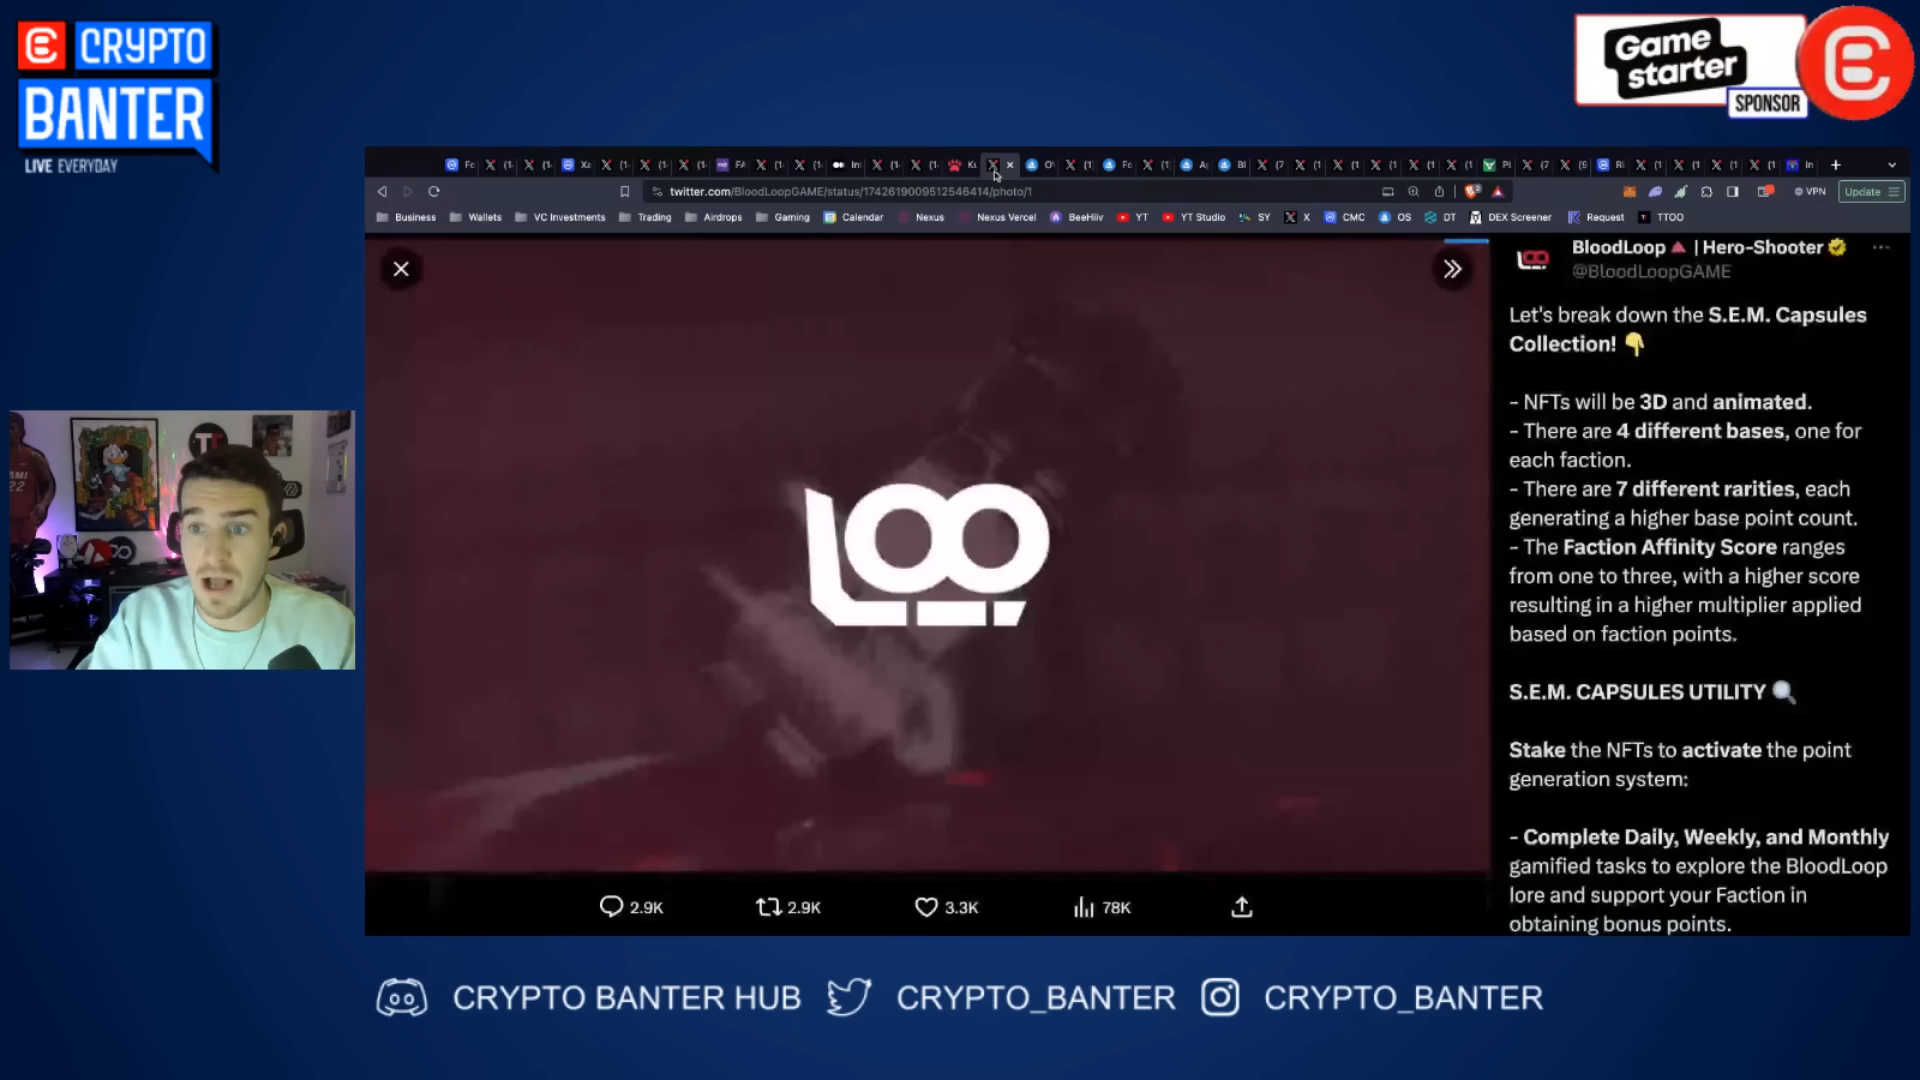 CRYPTO
BANTER
LIVE EVERYDAY
Game
starter
SPONSOR
twitter.com/BloodLoopGAME/status/1742619009512546414/photo/1
VPN
Update
Business
Wallets
VC Investments
Trading
Airdrops
Gaming
Calendar
Nexus
Nexus Vercel
BeeHiiv
YT
YT Studio
SY
X
CMC
OS
DT
DEX Screener
Request
TTOO
BloodLoop | Hero-Shooter
@BloodLoopGAME
Let's break down the S.E.M. Capsules
Collection!
- NFTs will be 3D and animated.
- There are 4 different bases, one for
each faction.
- There are 7 different rarities, each
generating a higher base point count.
- The Faction Affinity Score ranges
from one to three, with a higher score
resulting in a higher multiplier applied
based on faction points.
S.E.M. CAPSULES UTILITY
Stake the NFTs to activate the point
generation system:
- Complete Daily, Weekly, and Monthly
gamified tasks to explore the BloodLoop
lore and support your Faction in
obtaining bonus points.
2.9K
2.9K
3.3K
78K
CRYPTO BANTER HUB
CRYPTO_BANTER
CRYPTO_BANTER